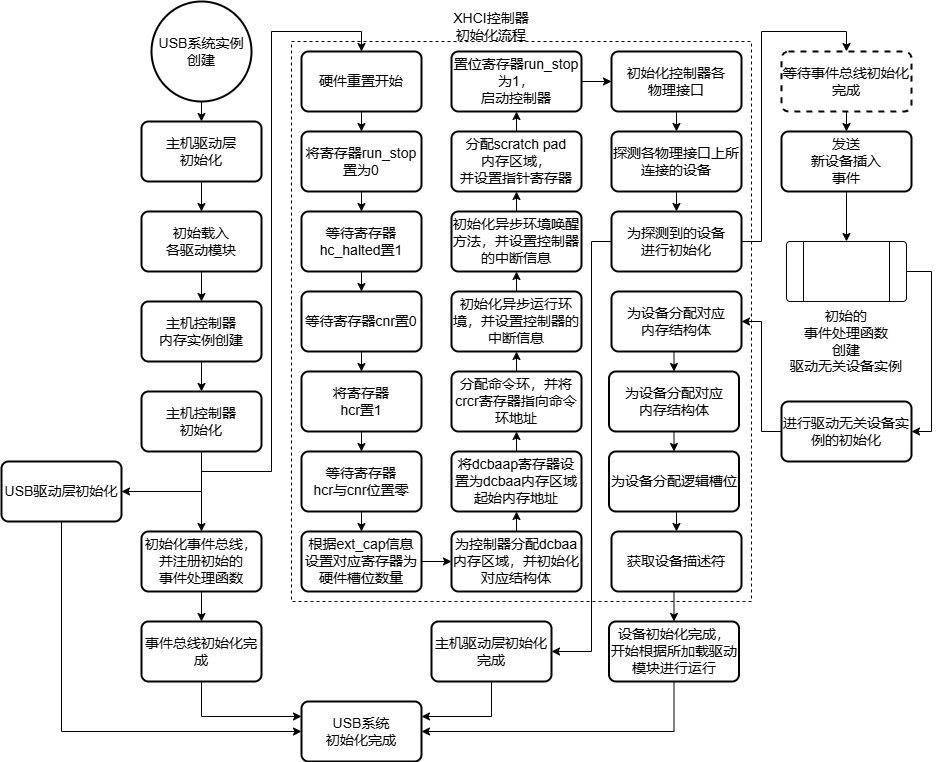 USB系统实例
创建
主机驱动层
初始化
初始载入
各驱动模块
主机控制器
内存实例创建
主机控制器
初始化
USB驱动层初始化
初始化事件总线，
并注册初始的
事件处理函数
事件总线初始化完
成
XHCI控制器
初始化流程
硬件重置开始
将寄存器run_stop
置为0
等待寄存器
hc_halted置1
等待寄存器cnr置0
将寄存器
hcr置1
等待寄存器
hcr与cnr位置零
根据ext_cap信息
设置对应寄存器为
硬件槽位数量
为控制器分配dcbaa
内存区域，并初始化
对应结构体
将dcbaap寄存器设
置为dcbaa内存区域
起始内存地址
分配命令环，并将
crcr寄存器指向命令
环地址
初始化异步运行环
境，并设置控制器的
中断信息
初始化异步环境唤醒
方法，并设置控制器
的中断信息
分配scratch pad
内存区域，
并设置指针寄存器
置位寄存器run_stop
为1，
启动控制器
初始化控制器各
物理接口
探测各物理接口上所
连接的设备
为探测到的设备
进行初始化
等待事件总线初始化
完成
发送
新设备插入
事件
初始的
事件处理函数
创建
驱动无关设备实例
进行驱动无关设备实
例的初始化
为设备分配对应
内存结构体
为设备分配对应
内存结构体
为设备分配逻辑槽位
获取设备描述符
设备初始化完成，
开始根据所加载驱动
模块进行运行
主机驱动层初始化
完成
USB系统
初始化完成